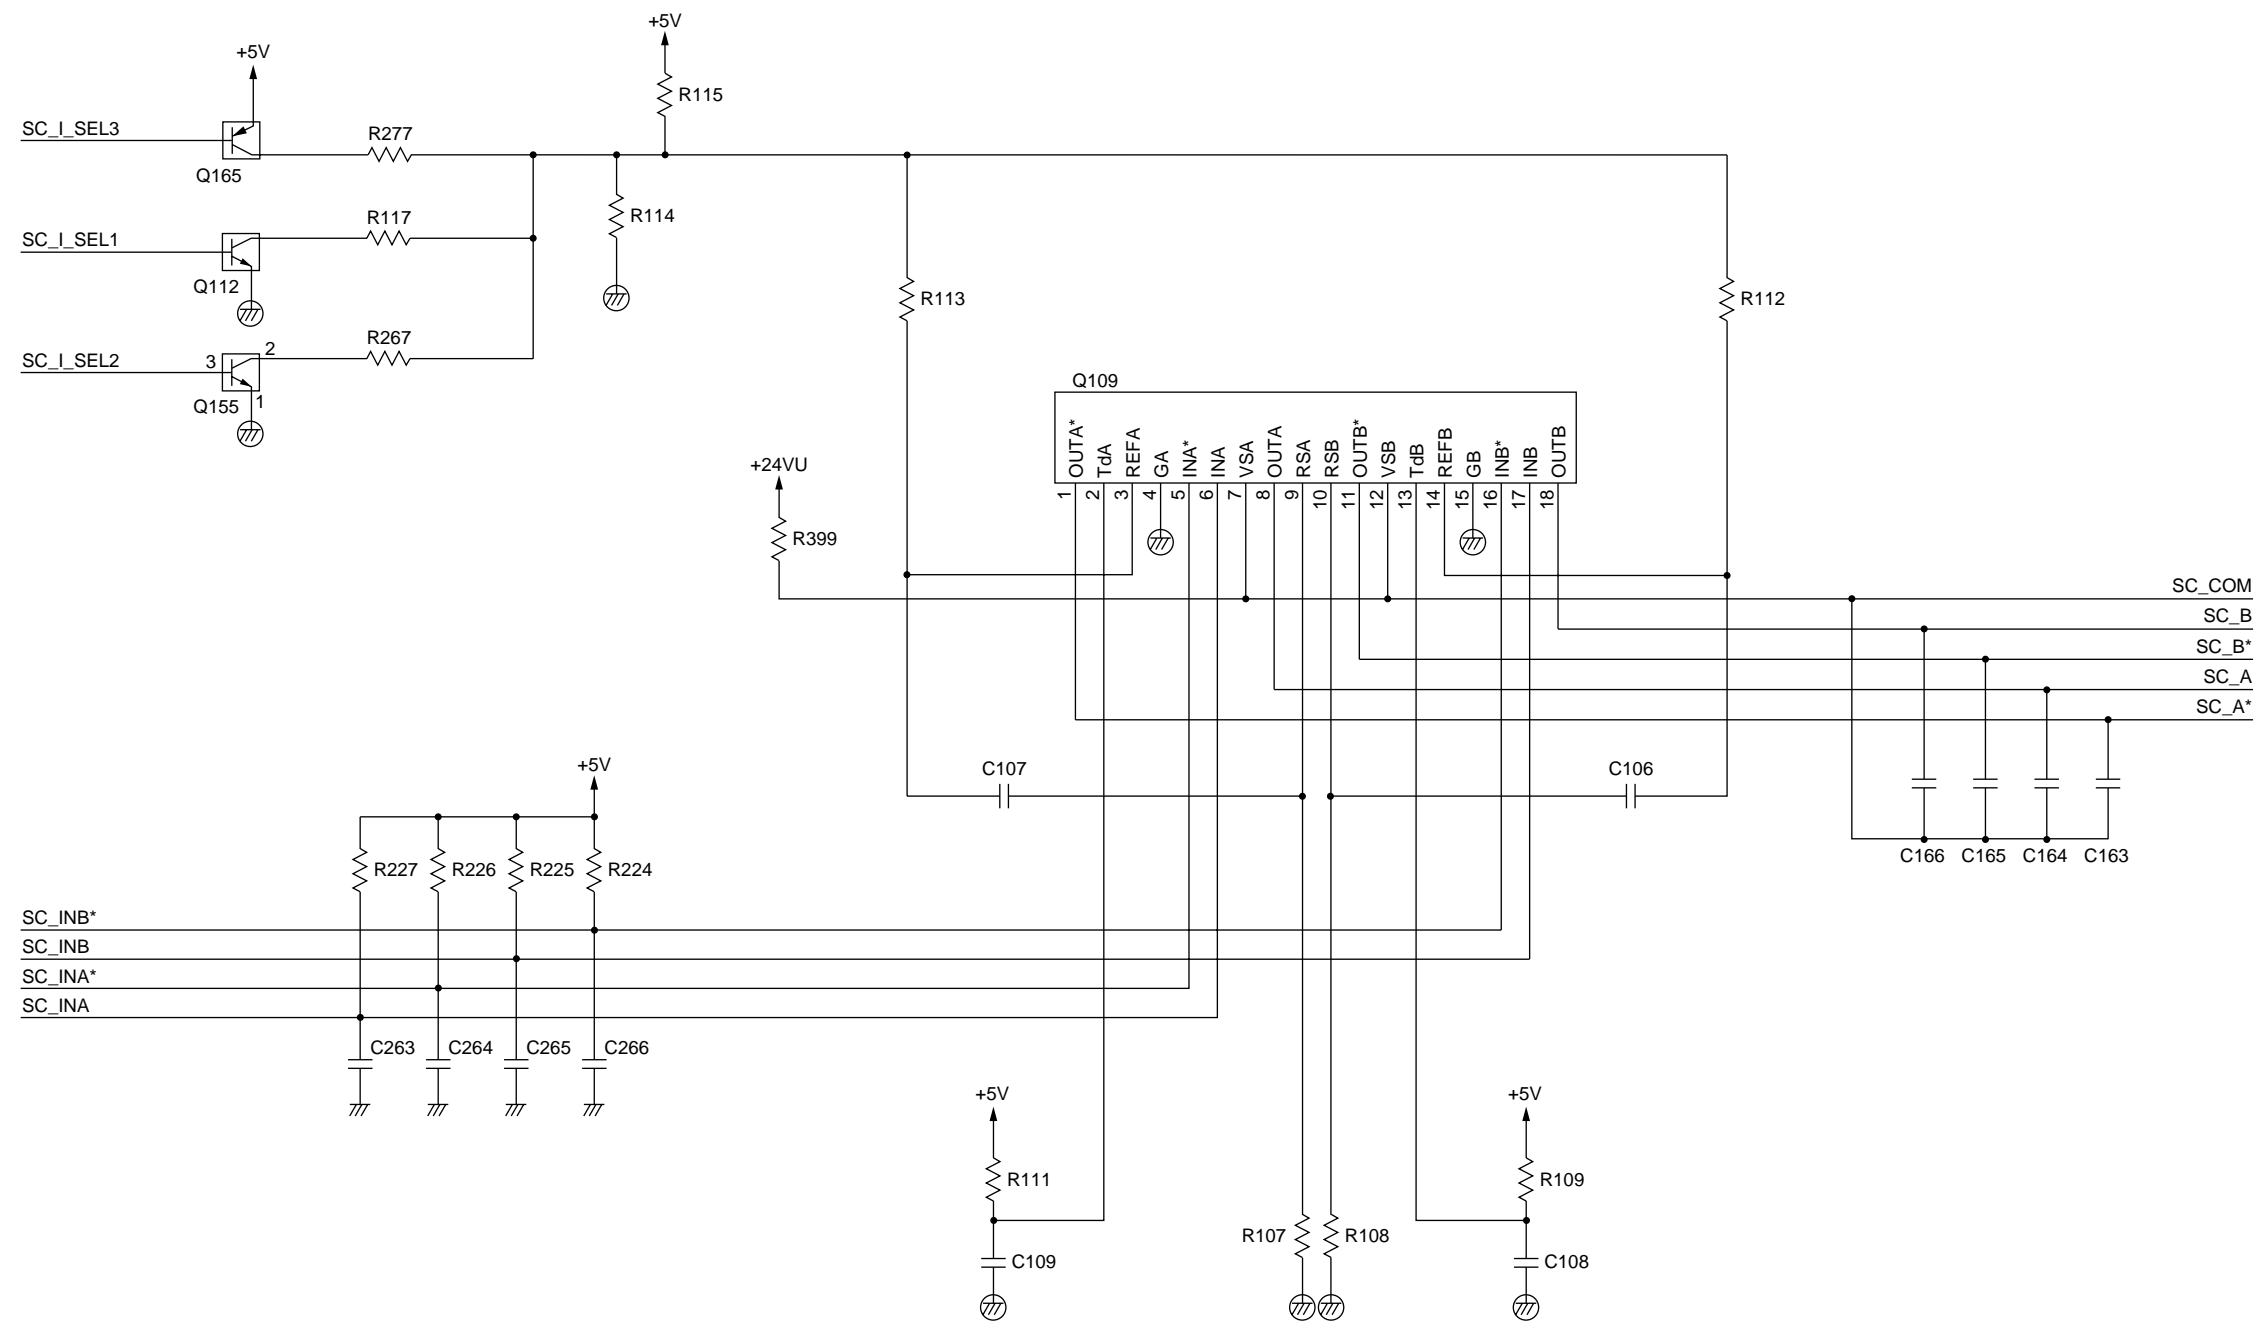 +5V
+5V
R115
SC_I_SEL3
R277
Q165
R117
R114
SC_I_SEL1
Q112
R113
R112
R267
SC_I_SEL2
3
2
Q155
1
Q109
OUTA*
TdA
REFA
GA
INA*
INA
VSA
OUTA
RSA
RSB
OUTB*
VSB
TdB
REFB
GB
INB*
INB
OUTB
1
2
3
4
5
6
7
8
9
10
11
12
13
14
15
16
17
18
+24VU
R399
SC_COM
SC_B
SC_B*
SC_A
SC_A*
+5V
C107
C106
R227
R226
R225
R224
C166
C165
C164
C163
SC_INB*
SC_INB
SC_INA*
SC_INA
C263
C264
C265
C266
+5V
+5V
R111
R109
R107
R108
C109
C108